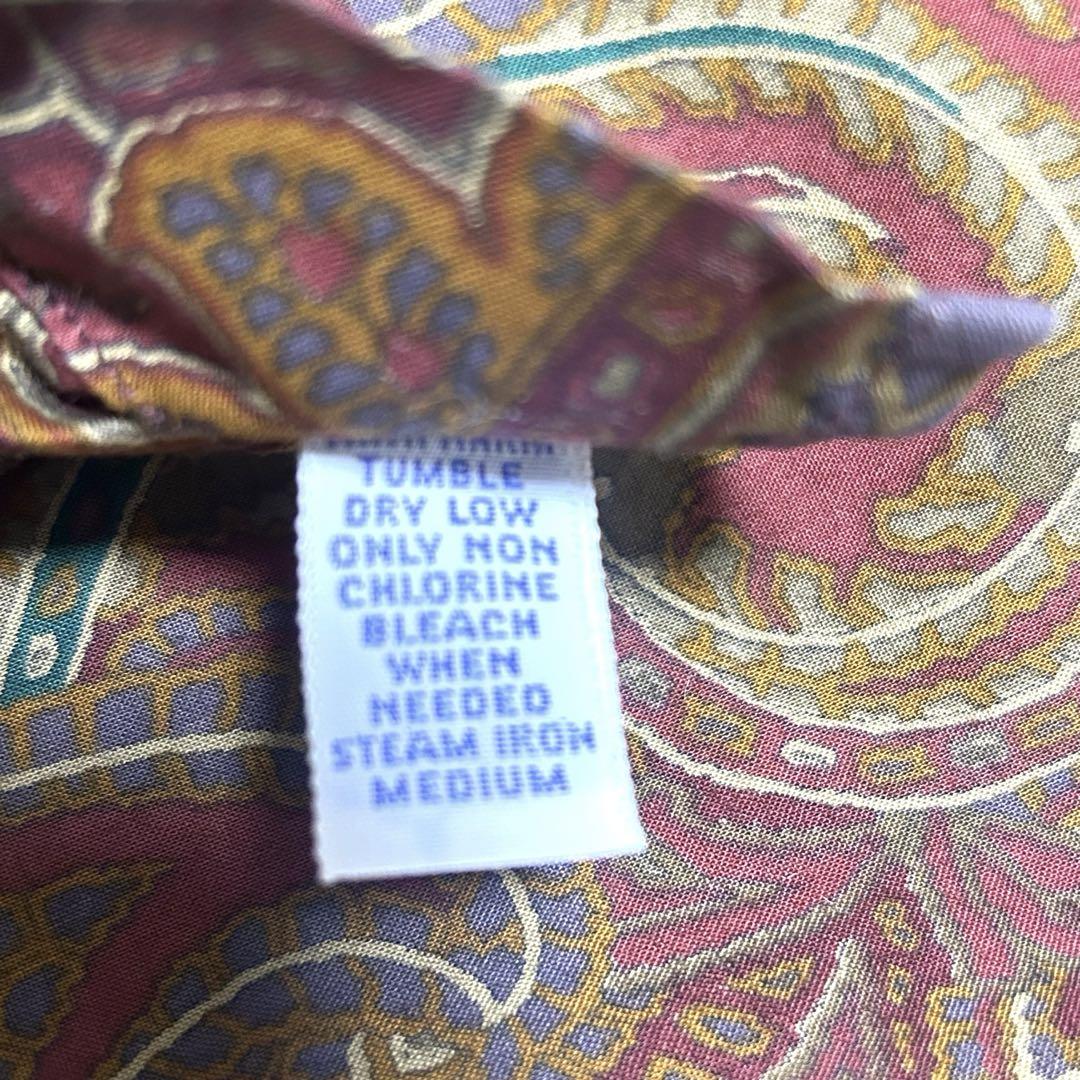 TUMBLE
DRY LOW
ONLY NON
CHLORINE
BLEACH
WHEN
NEEDED
STEAM IRON
MEDIUM